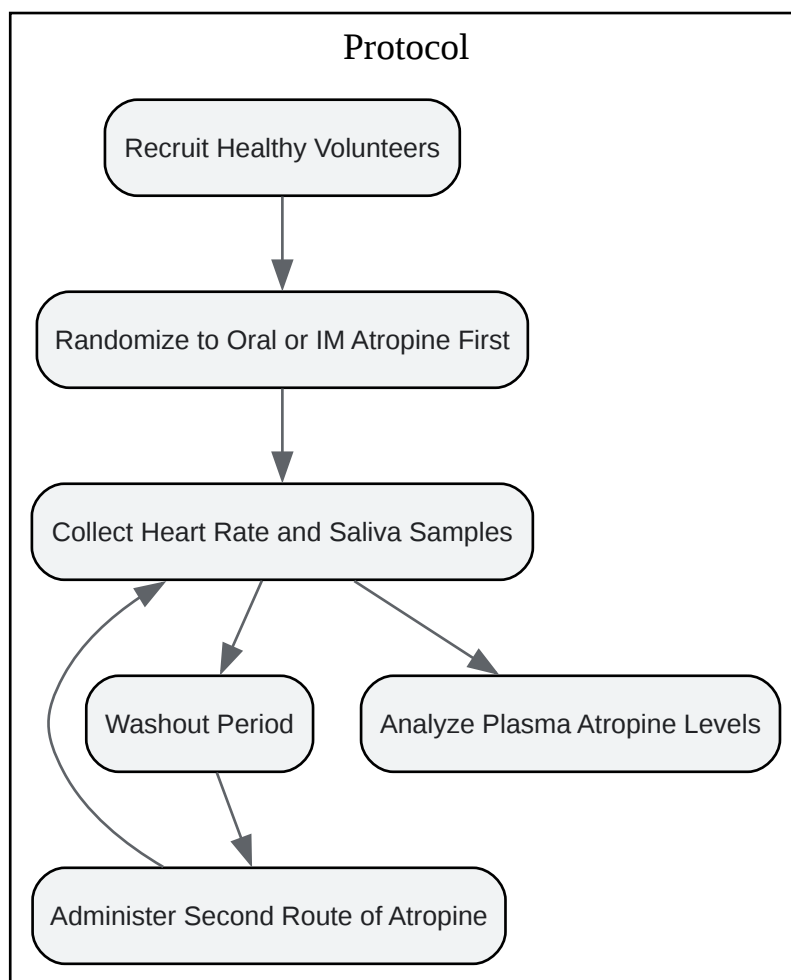 Protocol
Recruit Healthy Volunteers
Randomize to Oral or IM Atropine First
Collect Heart Rate and Saliva Samples
Washout Period
Analyze Plasma Atropine Levels
Administer Second Route of Atropine